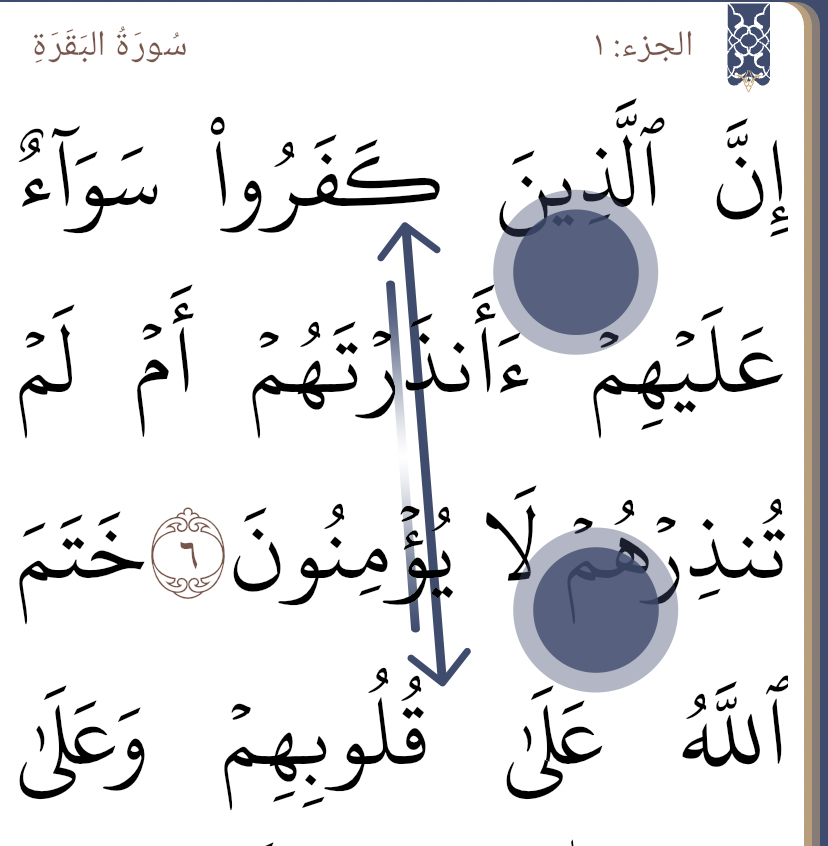 الجزء: ١
سُورَةُ البَقَرَةِ
إِنَّ ٱلَّذِينَ كَفَرُواْ سَوَآءٌ
عَلَيۡهِمۡ ءَأَنذَرۡتَهُمۡ أَمۡ لَمۡ
تُنذِرۡهُمۡ لَا يُؤۡمِنُونَ ٦ خَتَمَ
ٱللَّهُ عَلَىٰ قُلُوبِهِمۡ وَعَلَىٰ